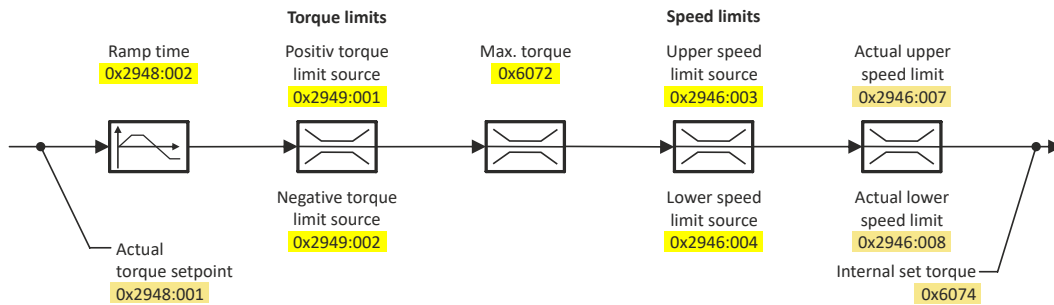 Torque limits
Speed limits
Ramp time
0x2948:002
Positiv torque
limit source
0x2949:001
Max. torque
0x6072
Upper speed
limit source
0x2946:003
Actual upper
speed limit
0x2946:007
Negative torque
limit source
0x2949:002
Lower speed
limit source
0x2946:004
Actual lower
speed limit
0x2946:008
Actual
torque setpoint
0x2948:001
Internal set torque
0x6074